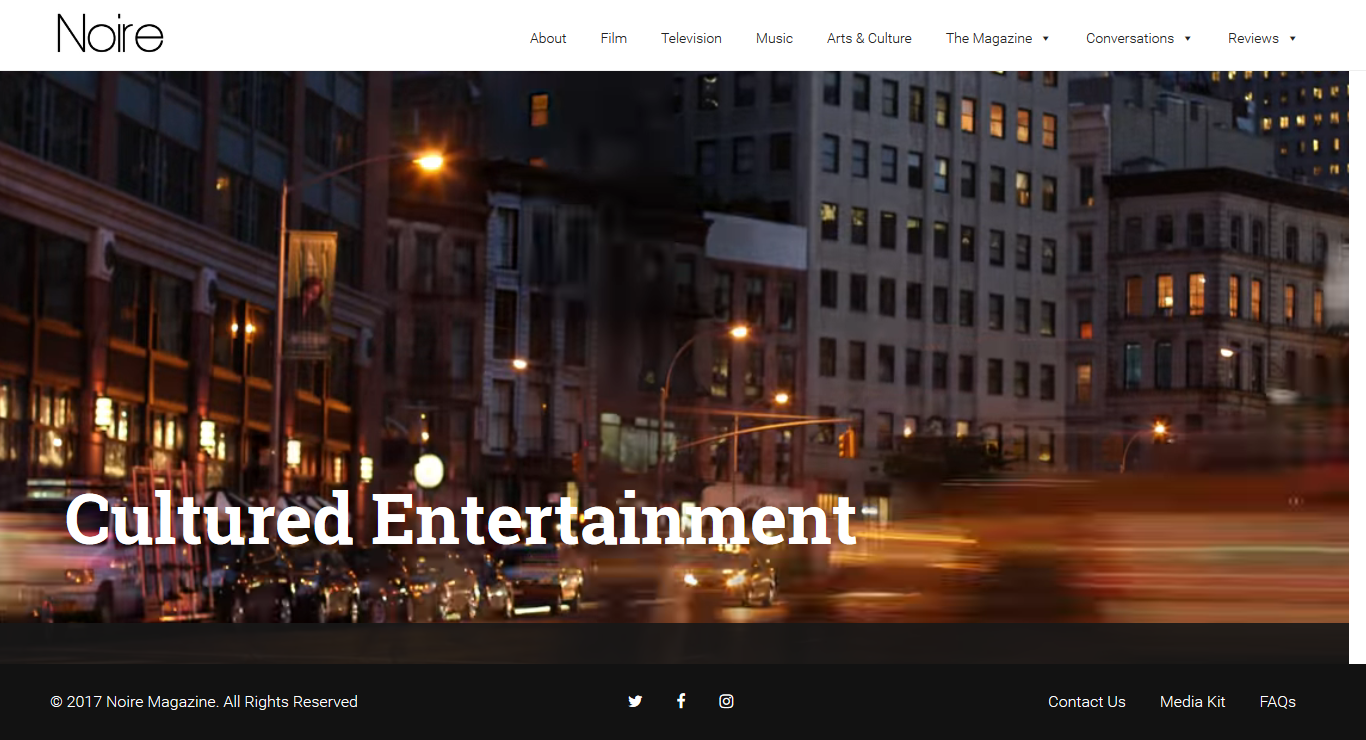 Noire
About Film Television Music Arts & Culture The Magazine Conversations Reviews
Cultured Entertainment
© 2017 Noire Magazine. All Rights Reserved
Contact Us Media Kit FAQs